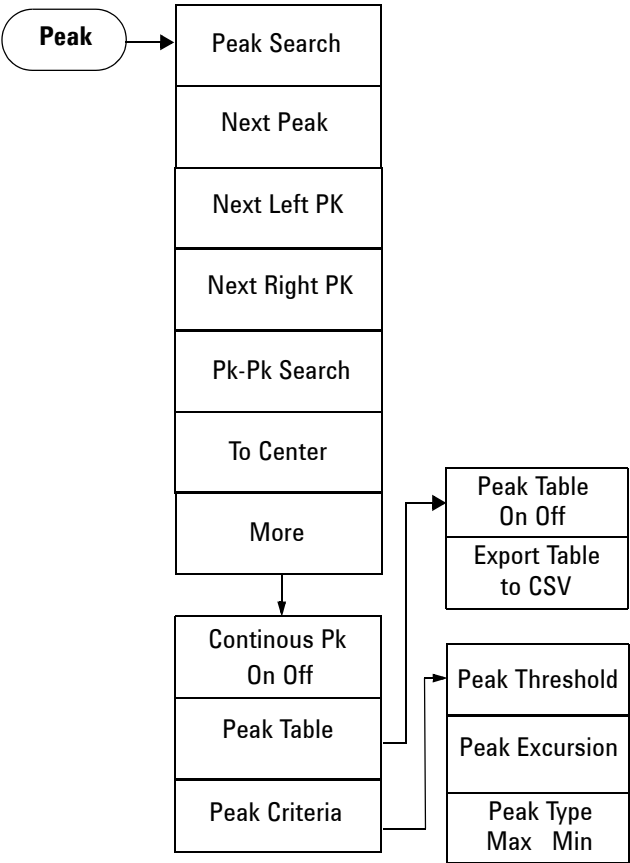 Peak
Peak Search
Next Peak
Next Left PK
Next Right PK
Pk-Pk Search
To Center
More
Continous Pk
On Off
Peak Table
Peak Criteria
Peak Table
On Off
Export Table
to CSV
Peak Threshold
Peak Excursion
Peak Type
Max Min